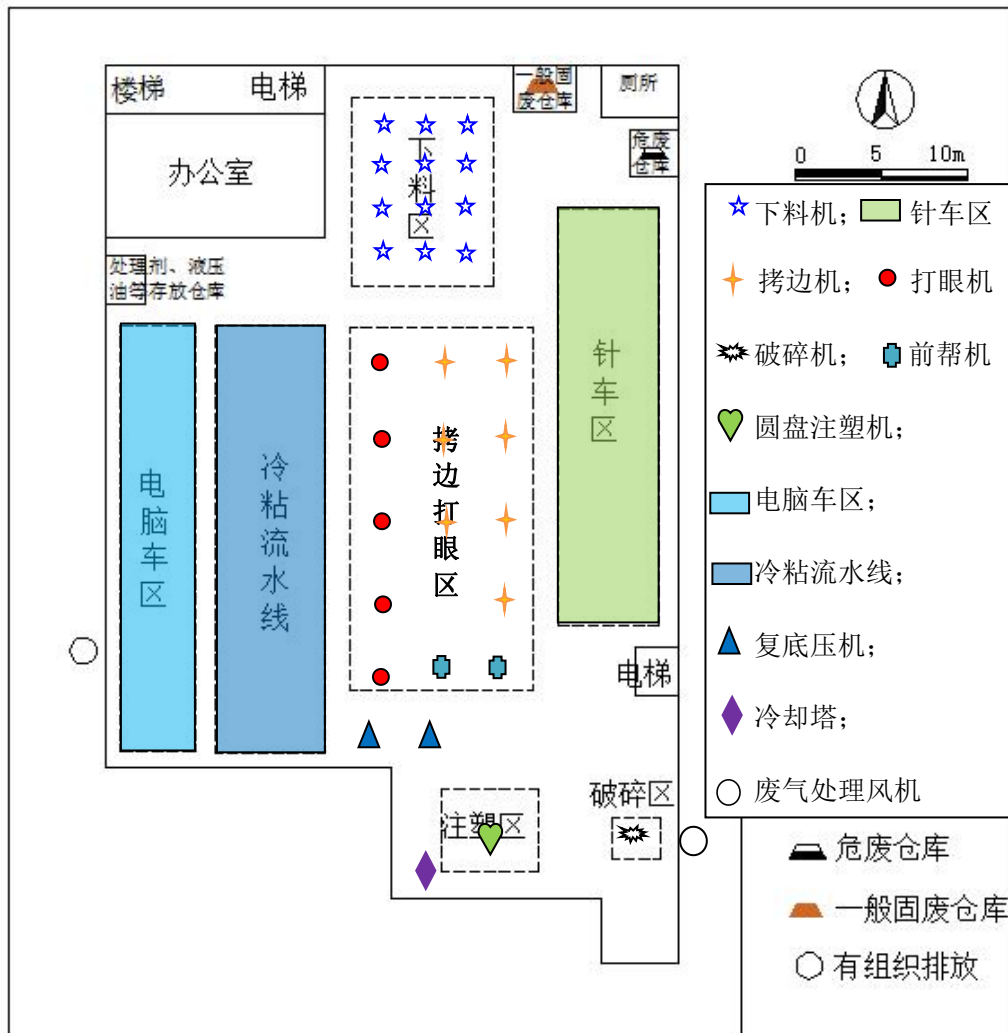 楼梯
电梯
办公室
一般固
废仓库
厕所
危废
仓库
下料区
处理剂、液压
油等存放仓库
电脑车区
冷粘流水线
拷边打眼区
针车区
电梯
注塑区
破碎区
0 5 10m
下料机；
针车区
拷边机；
打眼机
破碎机；
前帮机
圆盘注塑机；
电脑车区；
冷粘流水线；
复底压机；
冷却塔；
废气处理风机
危废仓库
一般固废仓库
有组织排放